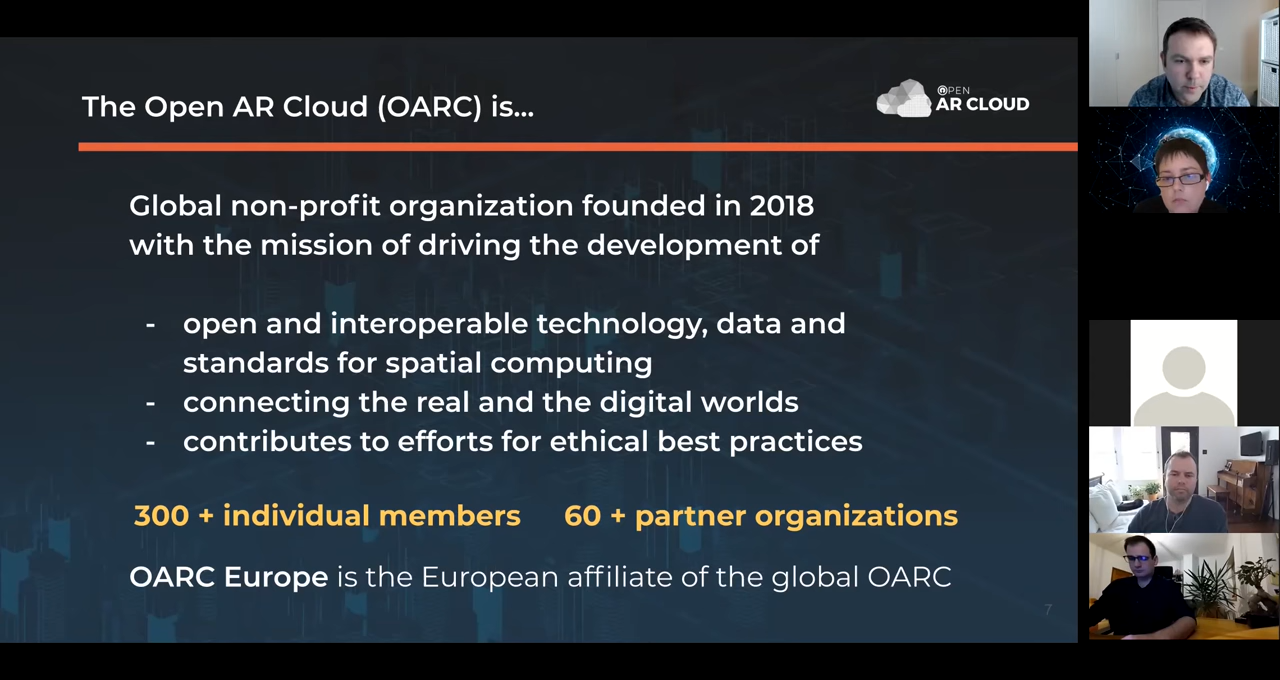 The Open AR Cloud (OARC) is...
OPEN
AR CLOUD
Global non-profit organization founded in 2018
with the mission of driving the development of
- open and interoperable technology, data and
standards for spatial computing
- connecting the real and the digital worlds
- contributes to efforts for ethical best practices
300 + individual members 60 + partner organizations
OARC Europe is the European affiliate of the global OARC
7